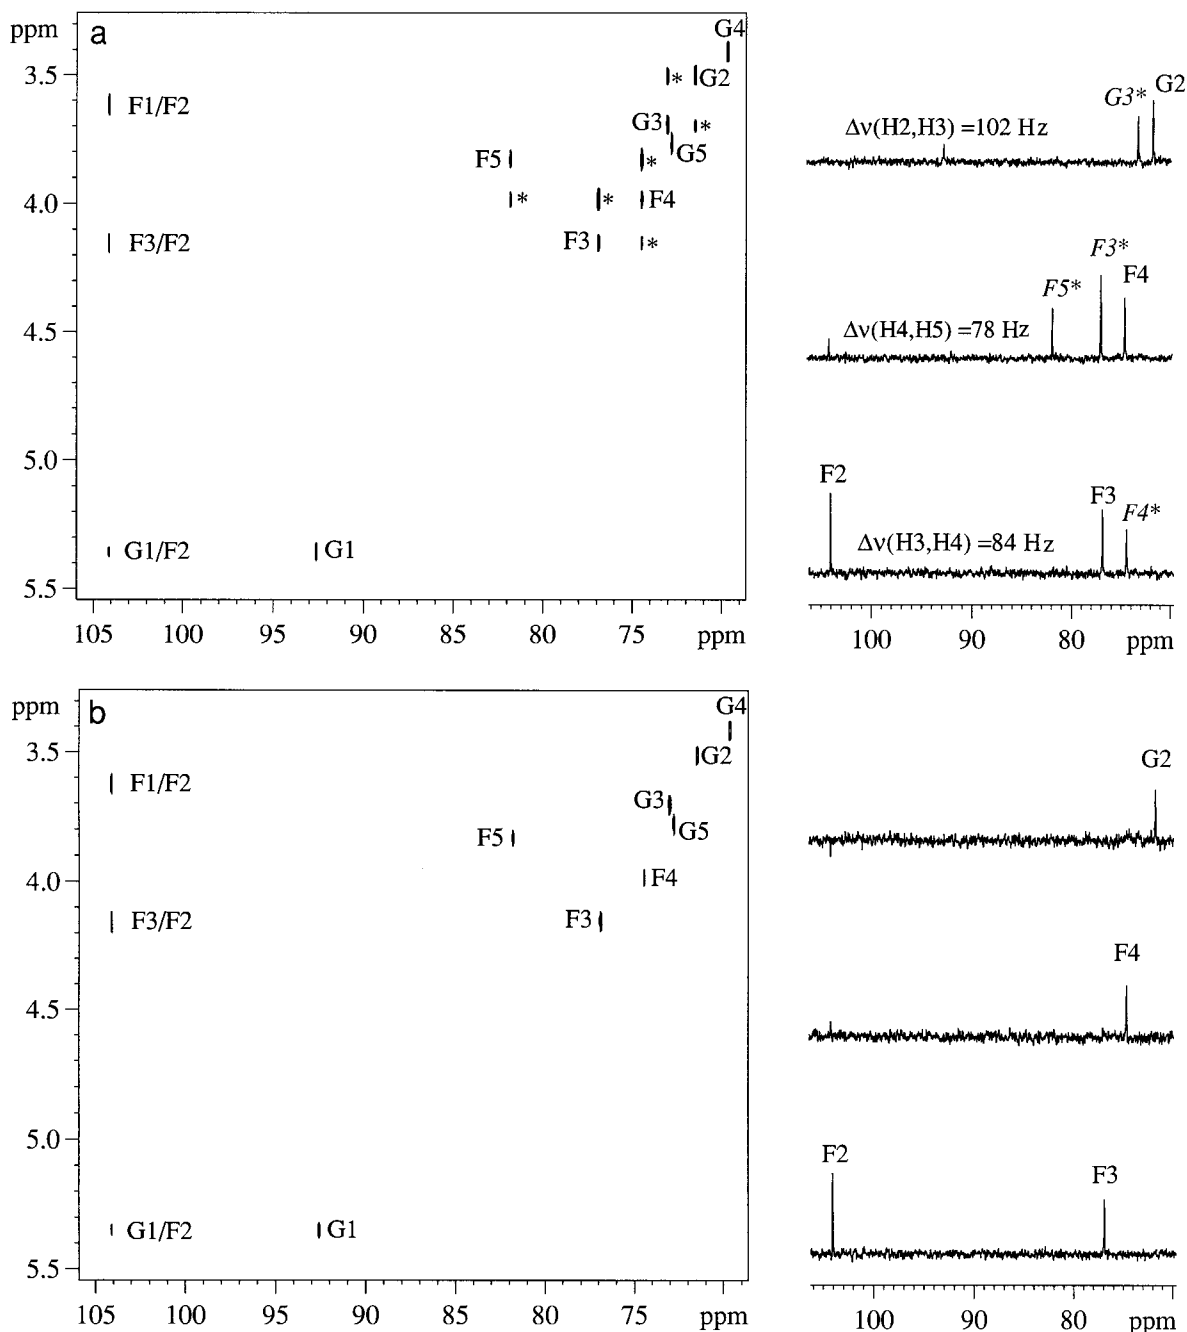 ppm
a
G4
3.5
*
G2
F1/F2
G3
*
G5
F5
*
4.0
*
*
F4
F3/F2
F3
*
4.5
5.0
G1/F2
G1
5.5
105 100 95 90 85 80 75 ppm
G3* G2
Δν(H2,H3) =102 Hz
F3*
F5* F4
Δν(H4,H5) =78 Hz
F2
F3
F4*
Δν(H3,H4) =84 Hz
100 90 80 ppm
ppm
b
G4
3.5
G2
F1/F2
G3
G5
F5
4.0
F4
F3/F2
F3
4.5
5.0
G1/F2
G1
5.5
105 100 95 90 85 80 75 ppm
G2
F4
F2
F3
100 90 80 ppm